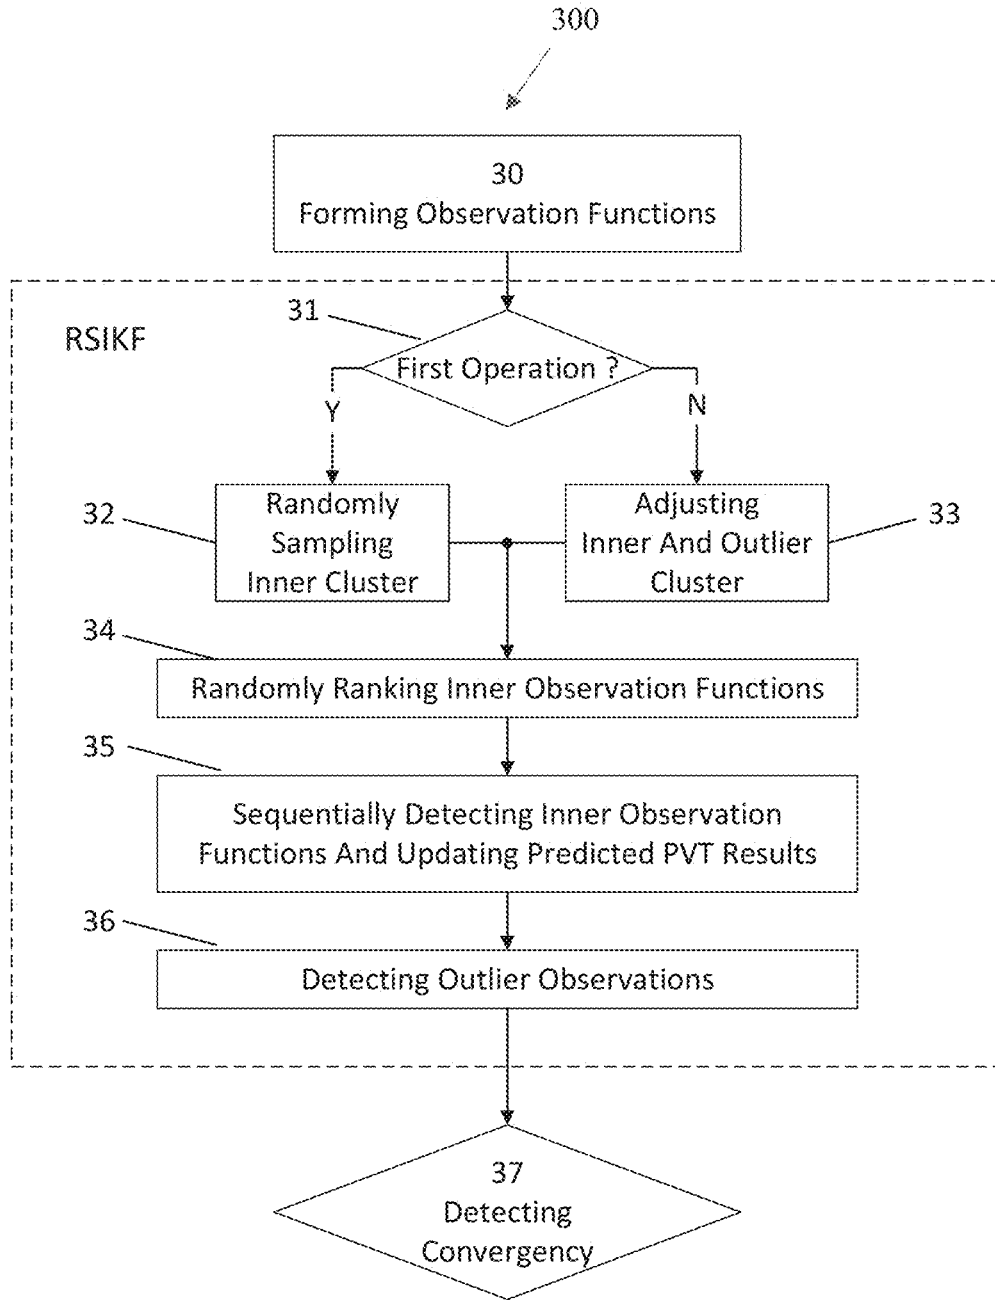 300
30
Forming Observation Functions
31
RSIKF
First Operation ?
Y
N
32
Randomly
Sampling
Inner Cluster
Adjusting
Inner And Outlier
Cluster
33
34
Randomly Ranking Inner Observation Functions
35
Sequentially Detecting Inner Observation
Functions And Updating Predicted PVT Results
36
Detecting Outlier Observations
37
Detecting
Convergency